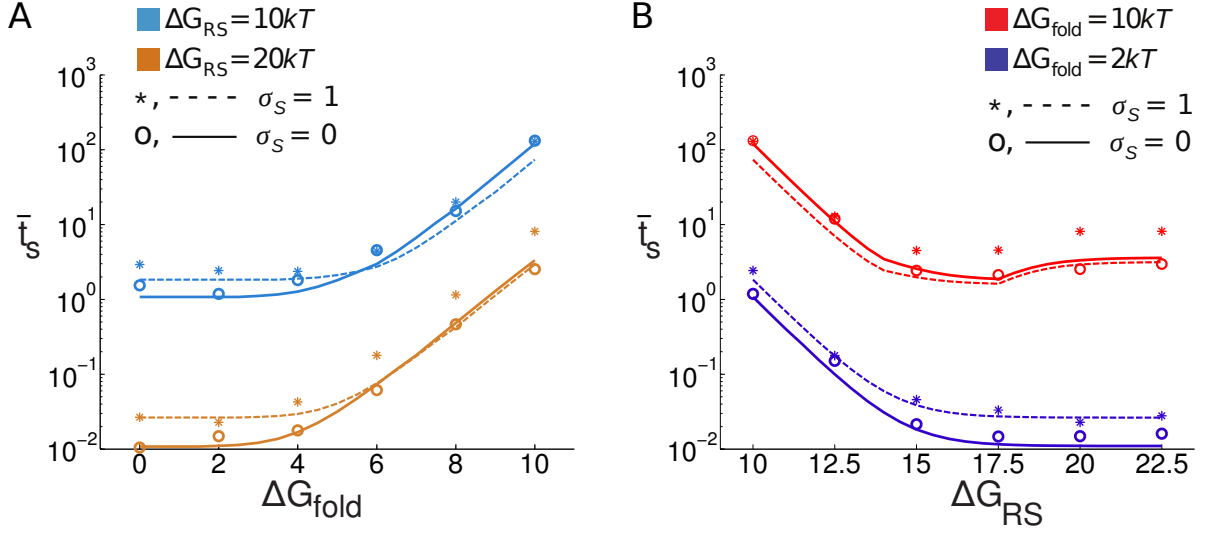 A
ΔG_RS = 10kT
ΔG_RS = 20kT
*, ---- σ_S = 1
o, — σ_S = 0
10^3
10^2
10^1
10^0
10^-1
10^-2
t̄_s
0 2 4 6 8 10
ΔG_fold
B
ΔG_fold = 10kT
ΔG_fold = 2kT
*, ---- σ_S = 1
o, — σ_S = 0
10^3
10^2
10^1
10^0
10^-1
10^-2
t̄_s
10 12.5 15 17.5 20 22.5
ΔG_RS